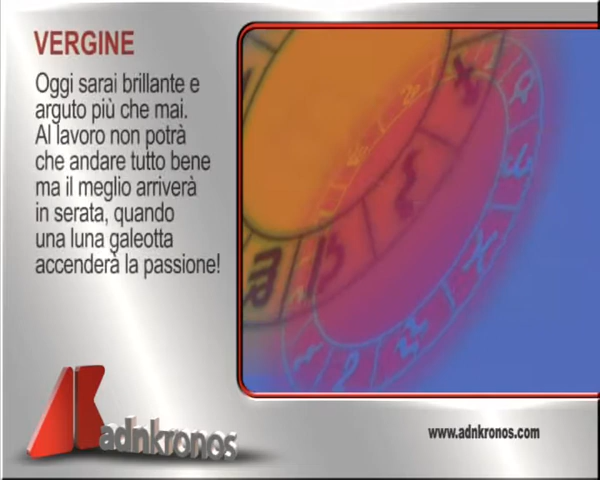 VERGINE
Oggi sarai brillante e
arguto più che mai.
Al lavoro non potrà
che andare tutto bene
ma il meglio arriverà
in serata, quando
una luna galeotta
accenderà la passione!
adnkronos
www.adnkronos.com